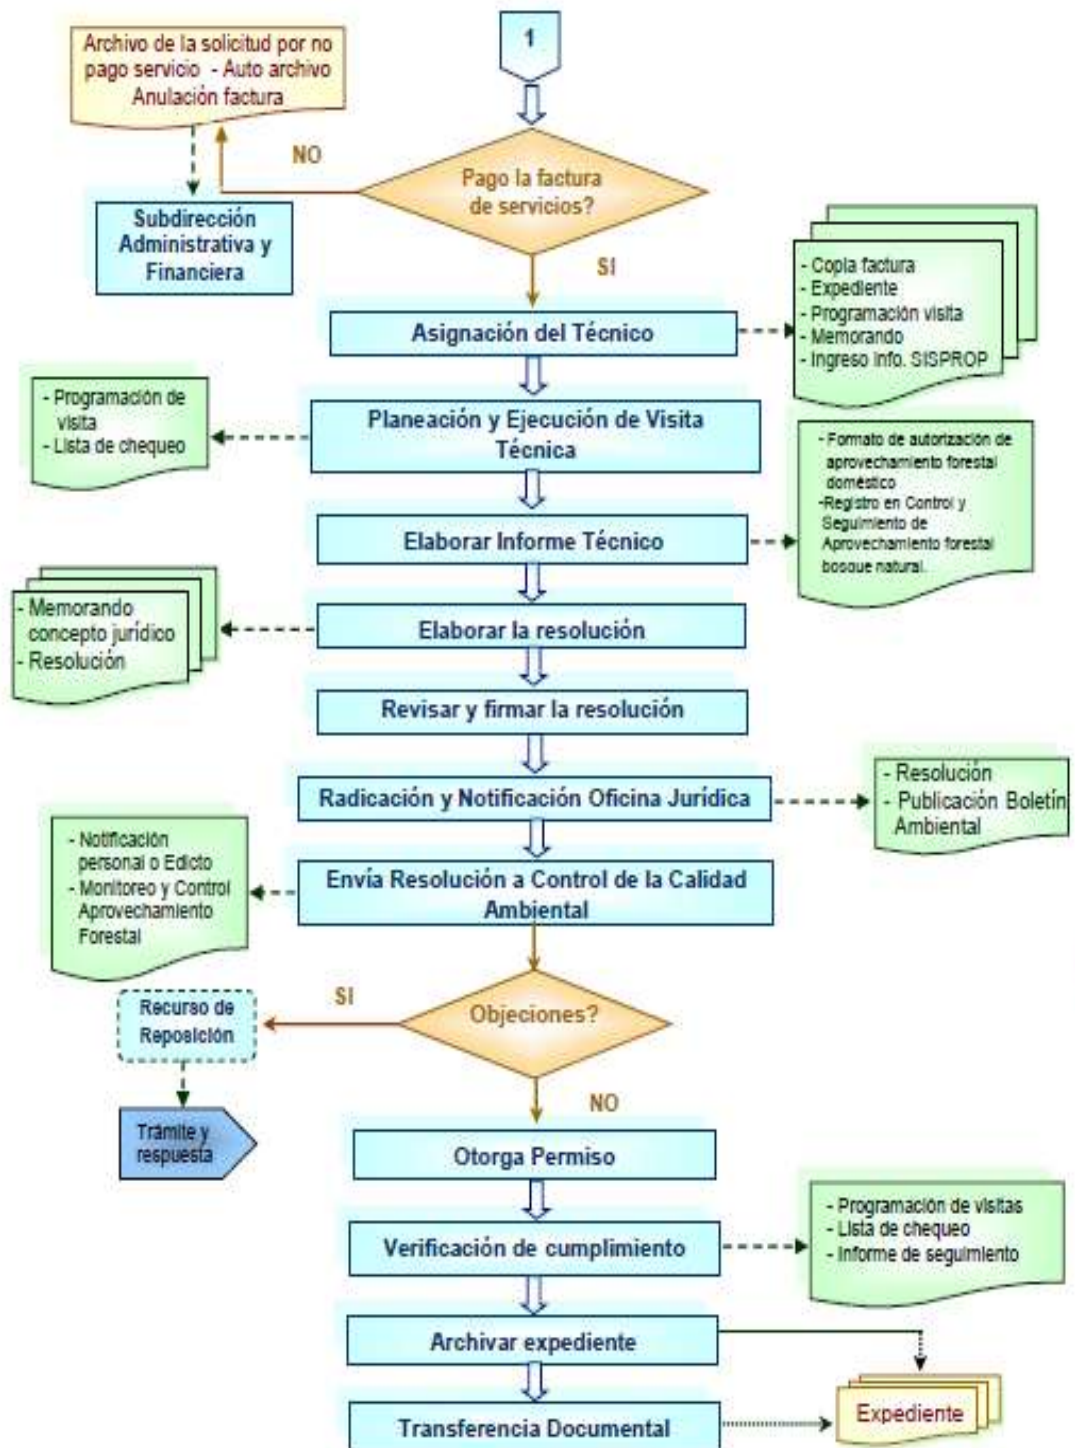 1
Archivo de la solicitud por no
pago servicio - Auto archivo
Anulación factura
NO
Pago la factura
de servicios?
Subdirección
Administrativa y
Financiera
SI
- Copia factura
- Expediente
- Programación visita
- Memorando
- Ingreso Info. SISPROP
Asignación del Técnico
- Programación de
visita
- Lista de chequeo
Planeación y Ejecución de Visita
Técnica
- Formato de autorización de
aprovechamiento forestal
doméstico
-Registro en Control y
Seguimiento de
Aprovechamiento forestal
bosque natural.
Elaborar Informe Técnico
- Memorando
concepto jurídico
- Resolución
Elaborar la resolución
Revisar y firmar la resolución
Radicación y Notificación Oficina Jurídica
- Resolución
- Publicación Boletín
Ambiental
- Notificación
personal o Edicto
- Monitoreo y Control
Aprovechamiento
Forestal
Envía Resolución a Control de la Calidad
Ambiental
SI
Objeciones?
Recurso de
Reposición
NO
Trámite y
respuesta
Otorga Permiso
- Programación de visitas
- Lista de chequeo
- Informe de seguimiento
Verificación de cumplimiento
Archivar expediente
Expediente
Transferencia Documental